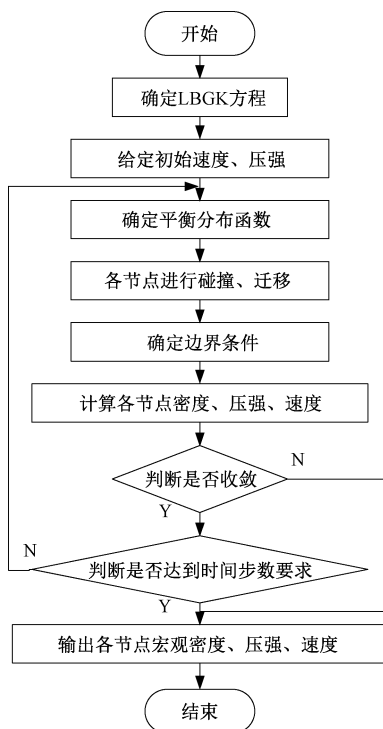 开始
确定LBGK方程
给定初始速度、压强
确定平衡分布函数
各节点进行碰撞、迁移
确定边界条件
计算各节点密度、压强、速度
判断是否收敛
N
Y
判断是否达到时间步数要求
N
Y
输出各节点宏观密度、压强、速度
结束